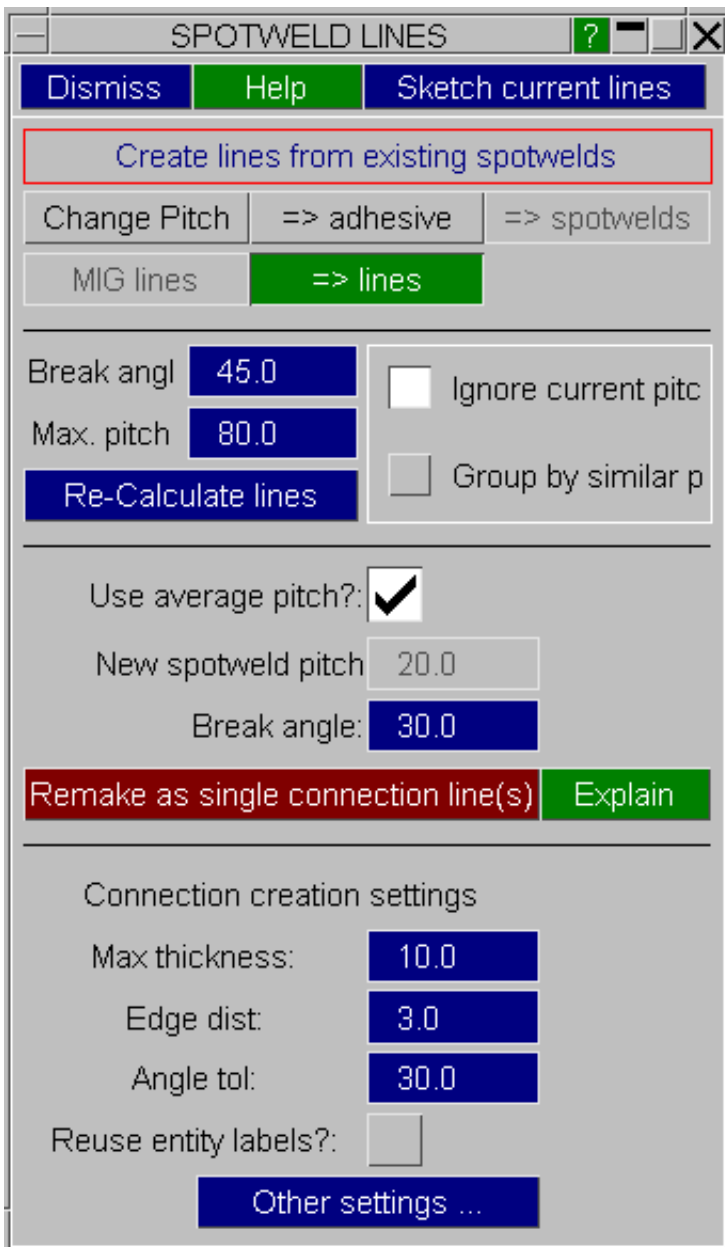 SPOTWELD LINES ?
Dismiss Help Sketch current lines
Create lines from existing spotwelds
Change Pitch => adhesive => spotwelds
MIG lines => lines
Break angl 45.0
Max. pitch 80.0
Re-Calculate lines
Ignore current pitc
Group by similar p
Use average pitch?:
New spotweld pitch 20.0
Break angle: 30.0
Remake as single connection line(s) Explain
Connection creation settings
Max thickness: 10.0
Edge dist: 3.0
Angle tol: 30.0
Reuse entity labels?:
Other settings ...